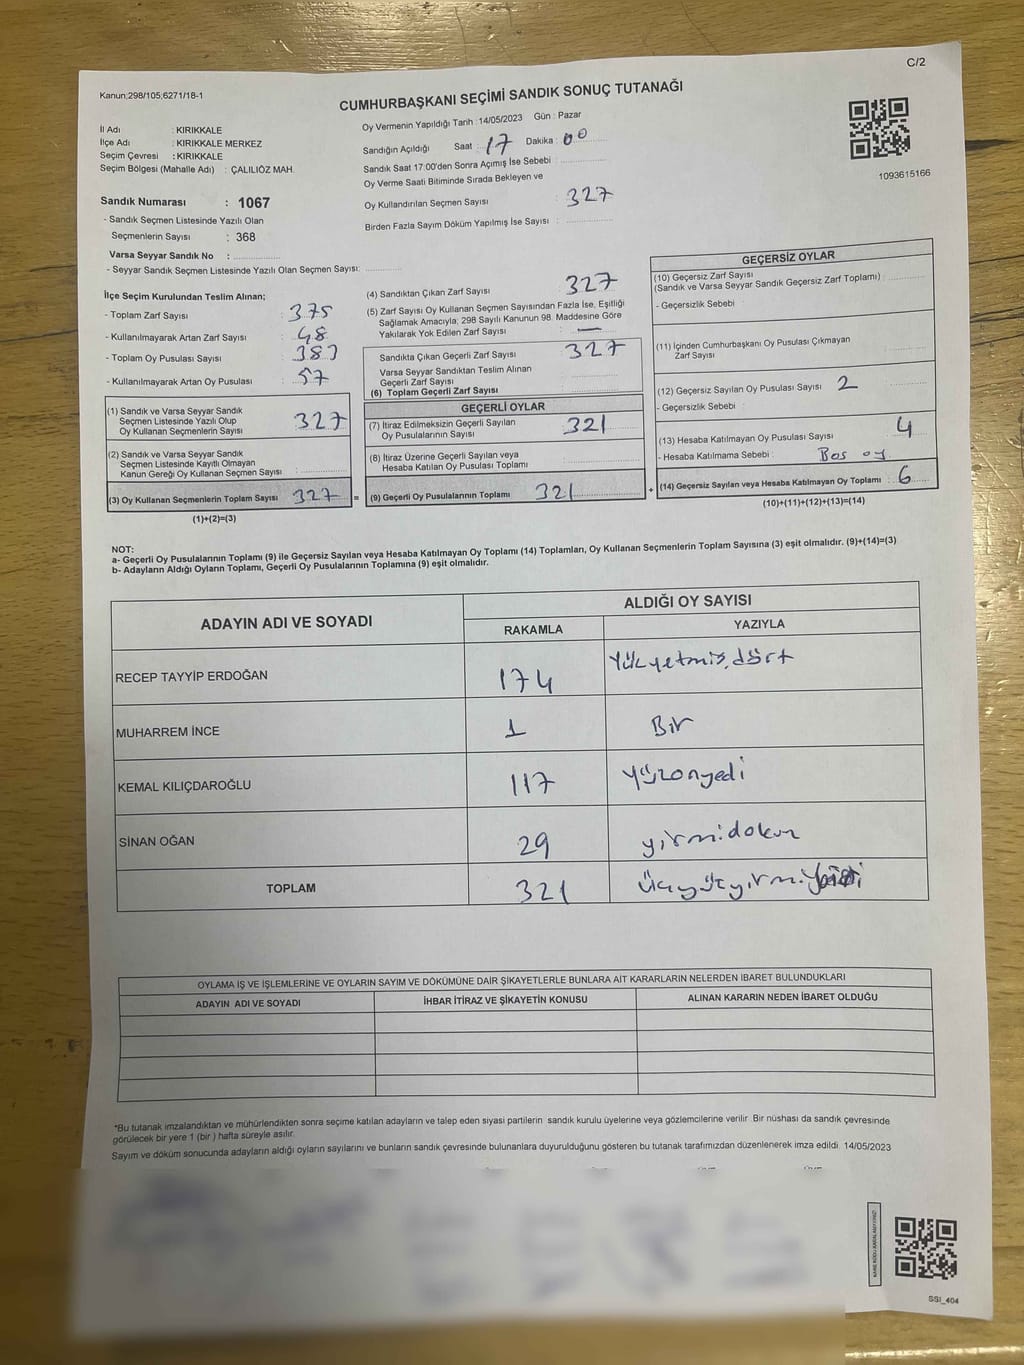 C/2
Kanun;298/105;6271/18-1
CUMHURBAŞKANI SEÇİMİ SANDIK SONUÇ TUTANAĞI
İl Adı : KIRIKKALE
İlçe Adı : KIRIKKALE MERKEZ
Seçim Çevresi : KIRIKKALE
Seçim Bölgesi (Mahalle Adı) : ÇALILIÖZ MAH.
Sandık Numarası : 1067
- Sandık Seçmen Listesinde Yazılı Olan
Seçmenlerin Sayısı : 368
Varsa Seyyar Sandık No :
- Seyyar Sandık Seçmen Listesinde Yazılı Olan Seçmen Sayısı:
Oy Vermenin Yapıldığı Tarih : 14/05/2023 Gün : Pazar
Sandığın Açıldığı Saat : 17 Dakika : 00
Sandık Saat 17:00'den Sonra Açımış İse Sebebi :
Oy Verme Saati Bitiminde Sırada Bekleyen ve
Oy Kullandırılan Seçmen Sayısı : 327
Birden Fazla Sayım Döküm Yapılmış İse Sayısı :
1093615166
İlçe Seçim Kurulundan Teslim Alınan;
- Toplam Zarf Sayısı : 375
- Kullanılmayarak Artan Zarf Sayısı : 48
- Toplam Oy Pusulası Sayısı : 387
- Kullanılmayarak Artan Oy Pusulası : 57
(1) Sandık ve Varsa Seyyar Sandık
Seçmen Listesinde Yazılı Olup
Oy Kullanan Seçmenlerin Sayısı : 327
(2) Sandık ve Varsa Seyyar Sandık
Seçmen Listesinde Kayıtlı Olmayan
Kanun Gereği Oy Kullanan Seçmen Sayısı :
(3) Oy Kullanan Seçmenlerin Toplam Sayısı : 327 =
(1)+(2)=(3)
(4) Sandıktan Çıkan Zarf Sayısı : 327
(5) Zarf Sayısı Oy Kullanan Seçmen Sayısından Fazla İse, Eşitliği
Sağlamak Amacıyla; 298 Sayılı Kanunun 98. Maddesine Göre
Yakılarak Yok Edilen Zarf Sayısı : —
Sandıkta Çıkan Geçerli Zarf Sayısı : 327
Varsa Seyyar Sandıktan Teslim Alınan
Geçerli Zarf Sayısı
(6) Toplam Geçerli Zarf Sayısı
GEÇERLİ OYLAR
(7) İtiraz Edilmeksizin Geçerli Sayılan
Oy Pusulalarının Sayısı : 321
(8) İtiraz Üzerine Geçerli Sayılan veya
Hesaba Katılan Oy Pusulası Toplamı
(9) Geçerli Oy Pusulalarının Toplamı : 321 +
GEÇERSİZ OYLAR
(10) Geçersiz Zarf Sayısı
(Sandık ve Varsa Seyyar Sandık Geçersiz Zarf Toplamı) :
- Geçersizlik Sebebi :
(11) İçinden Cumhurbaşkanı Oy Pusulası Çıkmayan
Zarf Sayısı
(12) Geçersiz Sayılan Oy Pusulası Sayısı : 2
- Geçersizlik Sebebi :
(13) Hesaba Katılmayan Oy Pusulası Sayısı 4
- Hesaba Katılmama Sebebi : Bos oy
(14) Geçersiz Sayılan veya Hesaba Katılmayan Oy Toplamı : 6
(10)+(11)+(12)+(13)=(14)
NOT:
a- Geçerli Oy Pusulalarının Toplamı (9) ile Geçersiz Sayılan veya Hesaba Katılmayan Oy Toplamı (14) Toplamları, Oy Kullanan Seçmenlerin Toplam Sayısına (3) eşit olmalıdır. (9)+(14)=(3)
b- Adayların Aldığı Oyların Toplamı, Geçerli Oy Pusulalarının Toplamına (9) eşit olmalıdır.
ADAYIN ADI VE SOYADI
ALDIĞI OY SAYISI
RAKAMLA YAZIYLA
RECEP TAYYİP ERDOĞAN 174 Yükyetmiş,dört
MUHARREM İNCE 1 Bir
KEMAL KILIÇDAROĞLU 117 yüzonyedi
SİNAN OĞAN 29 yirmidokuz
TOPLAM 321
OYLAMA İŞ VE İŞLEMLERİNE VE OYLARIN SAYIM VE DÖKÜMÜNE DAİR ŞİKAYETLERLE BUNLARA AİT KARARLARIN NELERDEN İBARET BULUNDUKLARI
ADAYIN ADI VE SOYADI İHBAR İTİRAZ VE ŞİKAYETİN KONUSU ALINAN KARARIN NEDEN İBARET OLDUĞU
*Bu tutanak imzalandıktan ve mühürlendikten sonra seçime katılan adayların ve talep eden siyasi partilerin sandık kurulu üyelerine veya gözlemcilerine verilir. Bir nüshası da sandık çevresinde
görülecek bir yere 1 (bir ) hafta süreyle asılır.
Sayım ve döküm sonucunda adayların aldığı oyların sayılarını ve bunların sandık çevresinde bulunanlara duyurulduğunu gösteren bu tutanak tarafımızdan düzenlenerek imza edildi. 14/05/2023
SSI_404